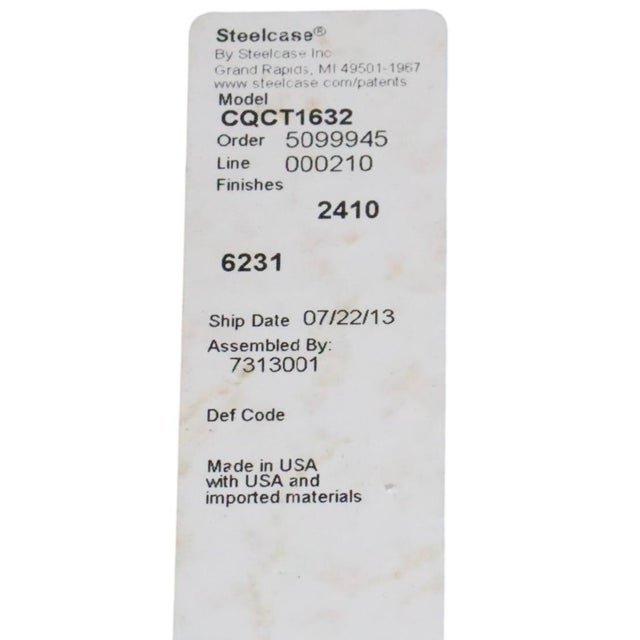 Steelcase®
By Steelcase Inc
Grand Rapids, MI 49501-1967
www steelcase com/patents
Model
CQCT1632
Order 5099945
Line 000210
Finishes
2410
6231
Ship Date 07/22/13
Assembled By:
7313001
Def Code
Made in USA
with USA and
imported materials